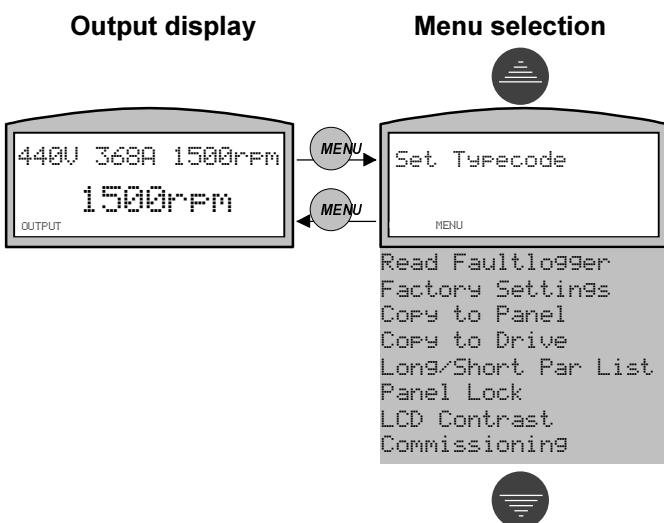 Output display
Menu selection
440V 368A 1500rpm
1500rpm
OUTPUT
MENU
MENU
Set Typecode
MENU
Read Faultlogger
Factory Settings
Copy to Panel
Copy to Drive
Long/Short Par List
Panel Lock
LCD Contrast
Commissioning